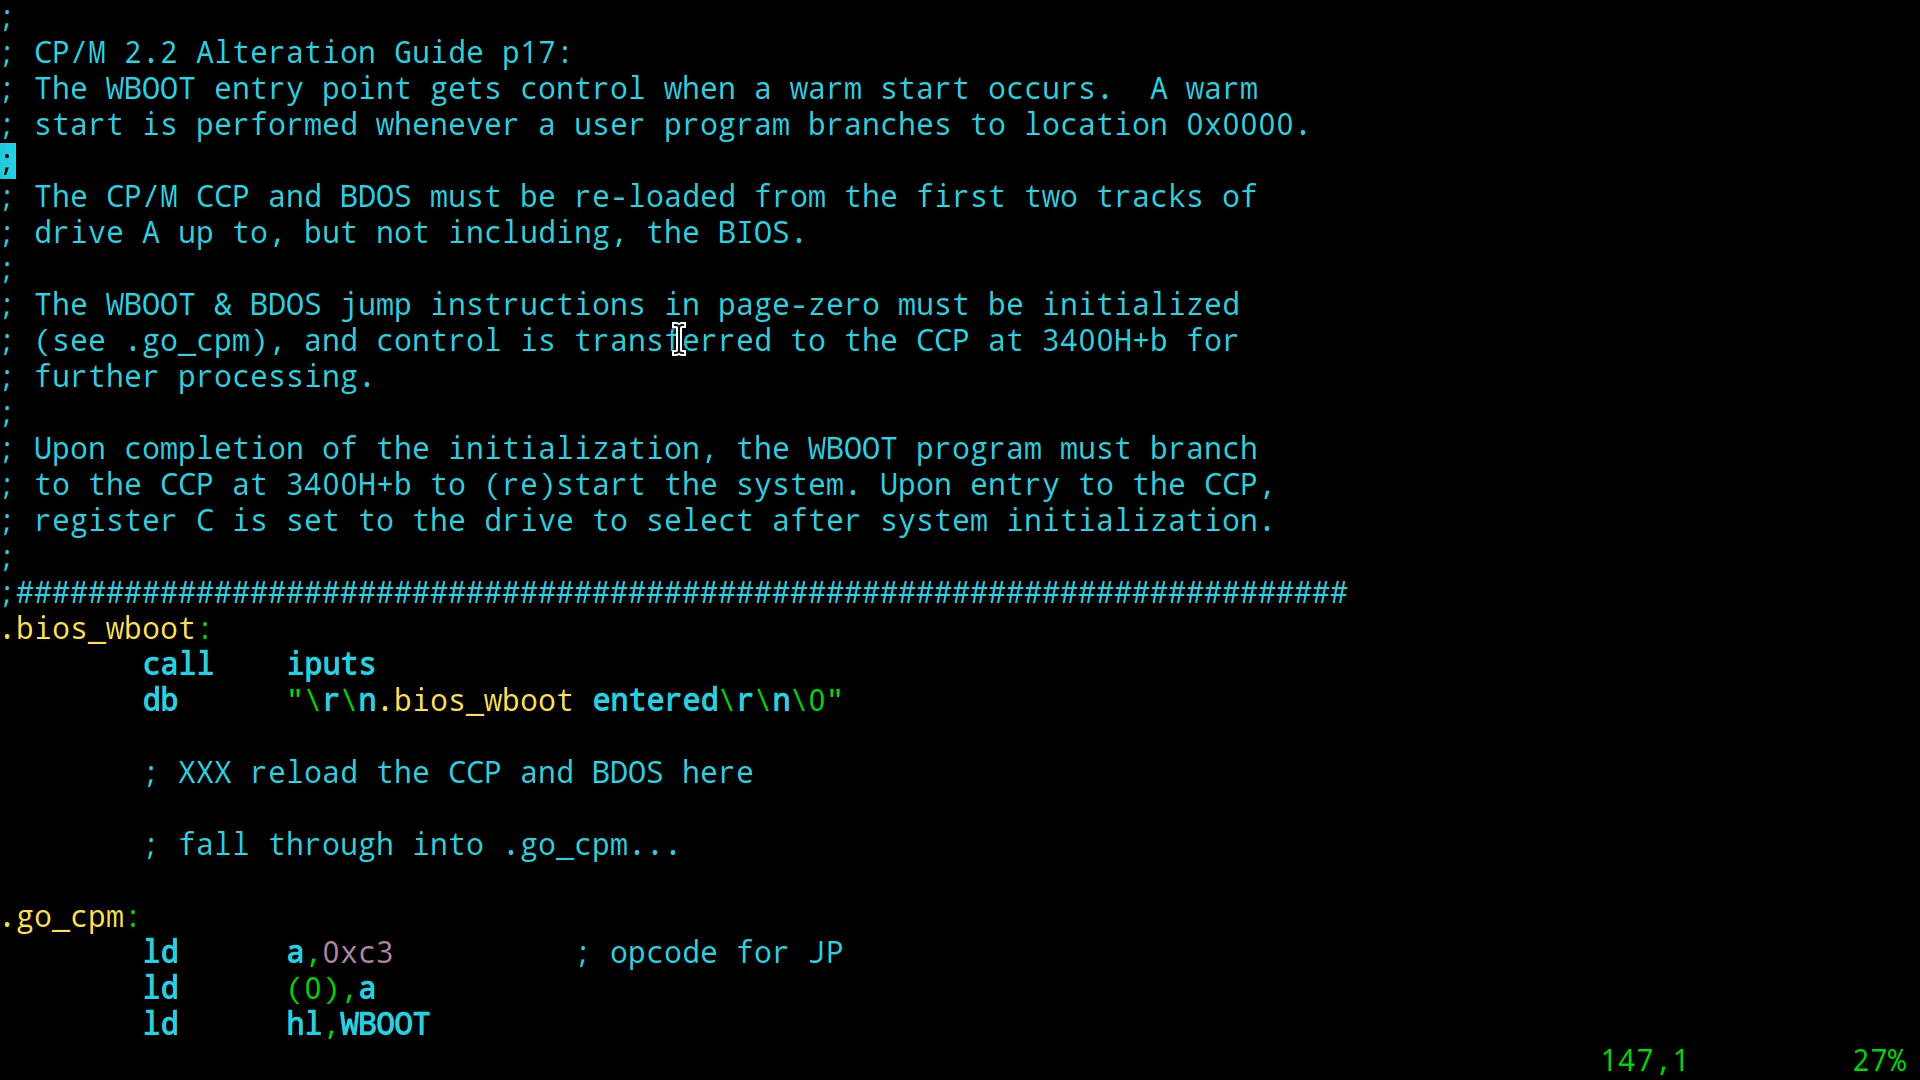 ;
; CP/M 2.2 Alteration Guide p17:
; The WBOOT entry point gets control when a warm start occurs.  A warm
; start is performed whenever a user program branches to location 0x0000.
;
; The CP/M CCP and BDOS must be re-loaded from the first two tracks of
; drive A up to, but not including, the BIOS.
;
; The WBOOT & BDOS jump instructions in page-zero must be initialized
; (see .go_cpm), and control is transferred to the CCP at 3400H+b for
; further processing.
;
; Upon completion of the initialization, the WBOOT program must branch
; to the CCP at 3400H+b to (re)start the system. Upon entry to the CCP,
; register C is set to the drive to select after system initialization.
;
;##########################################################################
.bios_wboot:
        call    iputs
        db      "\r\n.bios_wboot entered\r\n\0"
        ; XXX reload the CCP and BDOS here
        ; fall through into .go_cpm...
.go_cpm:
        ld      a,0xc3          ; opcode for JP
        ld      (0),a
        ld      hl,WBOOT
147,1         27%